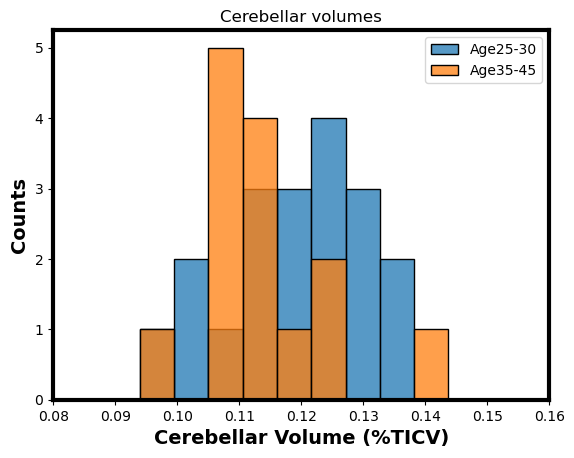 Cerebellar volumes
Age25-30
Age35-45
5
4
3
2
1
0
Counts
0.08 0.09 0.10 0.11 0.12 0.13 0.14 0.15 0.16
Cerebellar Volume (%TICV)